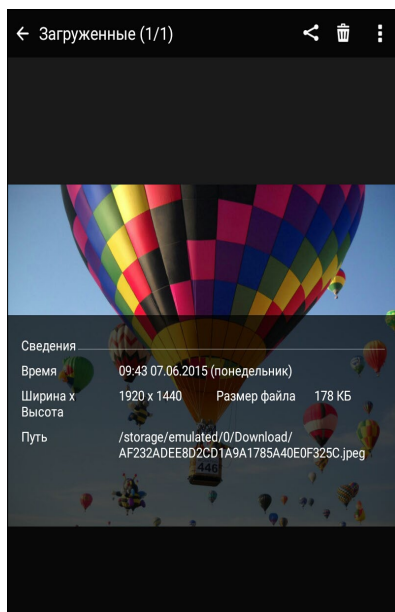 Загруженные (1/1)
Сведения
Время 09:43 07.06.2015 (понедельник)
Ширина x Высота 1920 x 1440 Размер файла 178 КБ
Путь /storage/emulated/0/Download/
AF232ADEE8D2CD1A9A1785A40E0F325C.jpeg
446